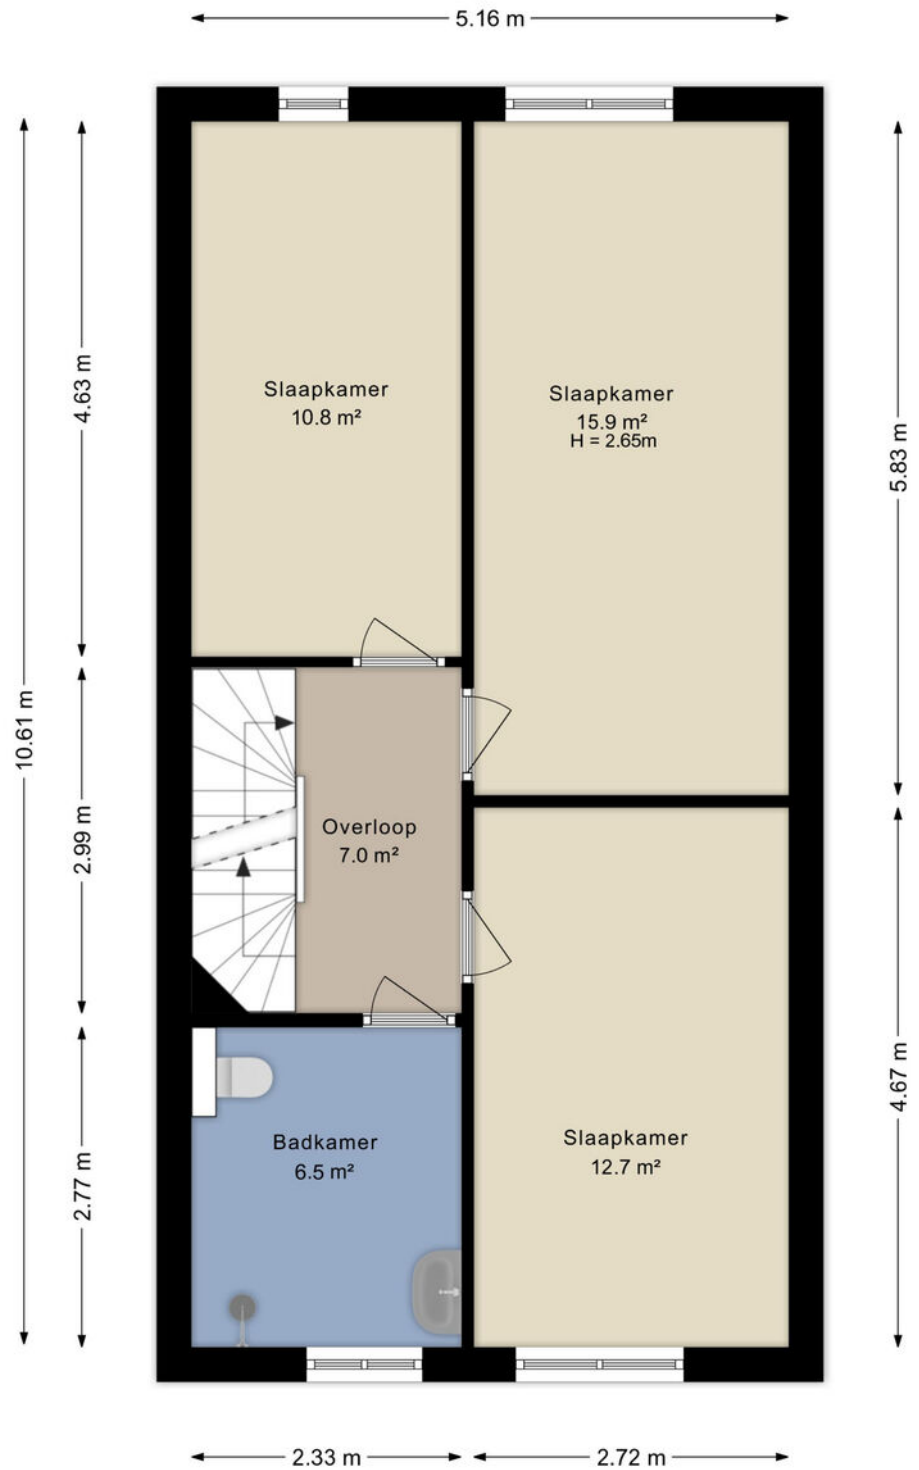 5.16 m
4.63 m
10.61 m
2.99 m
2.77 m
5.83 m
4.67 m
Slaapkamer
10.8 m²
Slaapkamer
15.9 m²
H = 2.65m
Overloop
7.0 m²
Badkamer
6.5 m²
Slaapkamer
12.7 m²
2.33 m
2.72 m